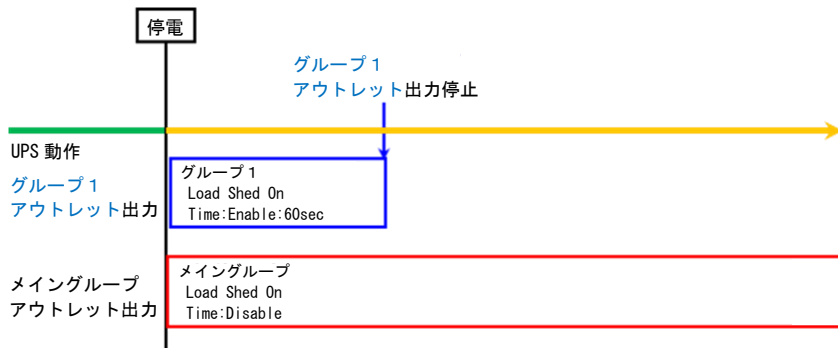 停電
グループ1
アウトレット出力停止
UPS 動作
グループ1
アウトレット出力
グループ1
Load Shed On
Time:Enable:60sec
メイングループ
アウトレット出力
メイングループ
Load Shed On
Time:Disable